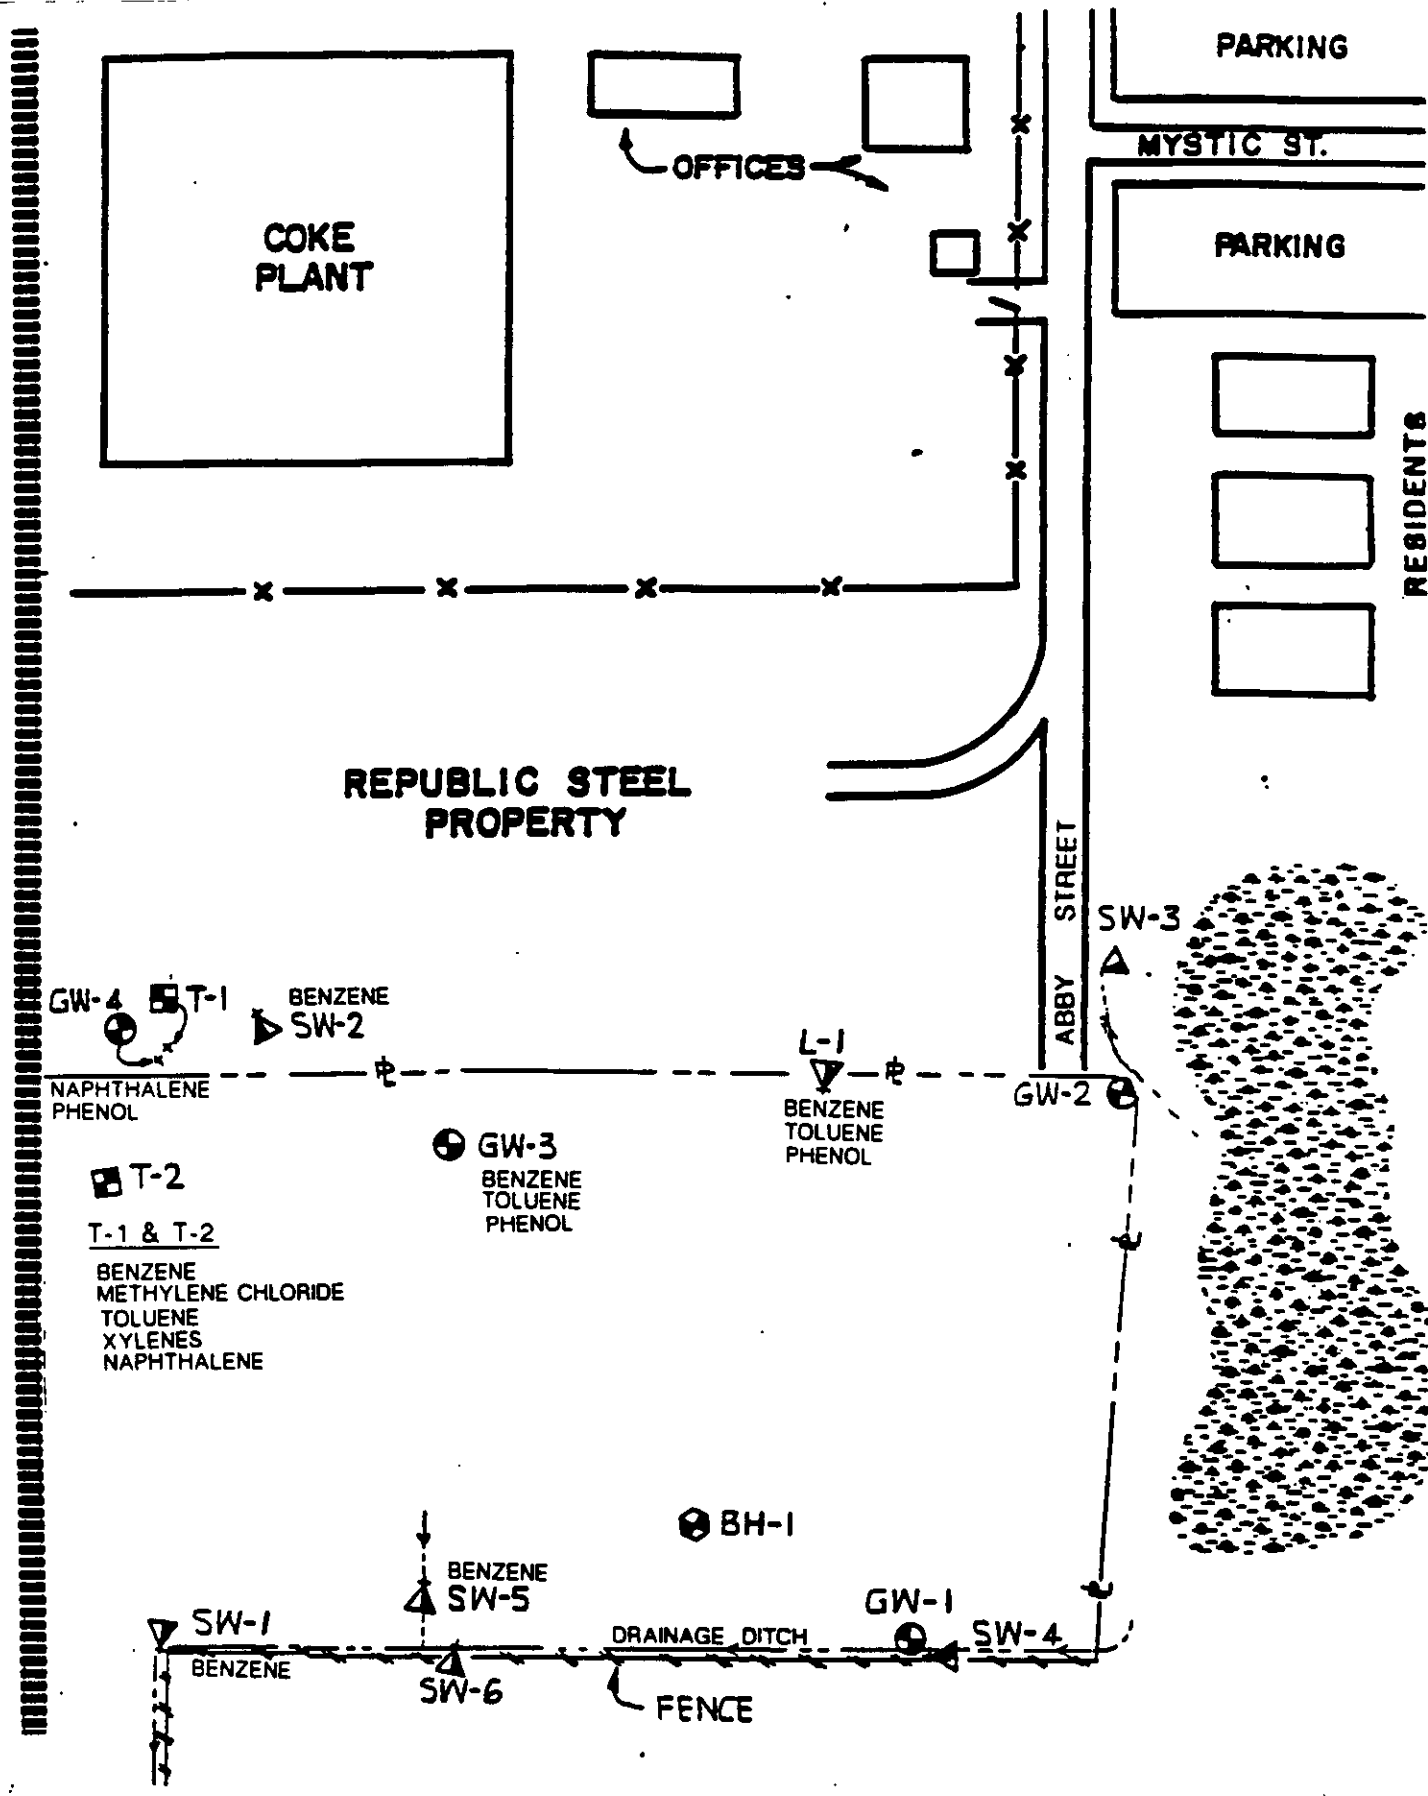 PARKING
MYSTIC ST.
OFFICES
COKE
PLANT
PARKING
RESIDENTS
REPUBLIC STEEL
PROPERTY
ABBY STREET
SW-3
GW-4
T-1
BENZENE
SW-2
L-1
NAPHTHALENE
PHENOL
GW-2
BENZENE
TOLUENE
PHENOL
GW-3
BENZENE
TOLUENE
PHENOL
T-2
T-1 & T-2
BENZENE
METHYLENE CHLORIDE
TOLUENE
XYLENES
NAPHTHALENE
BH-1
BENZENE
SW-5
GW-1
SW-1
DRAINAGE DITCH
SW-4
BENZENE
SW-6
FENCE